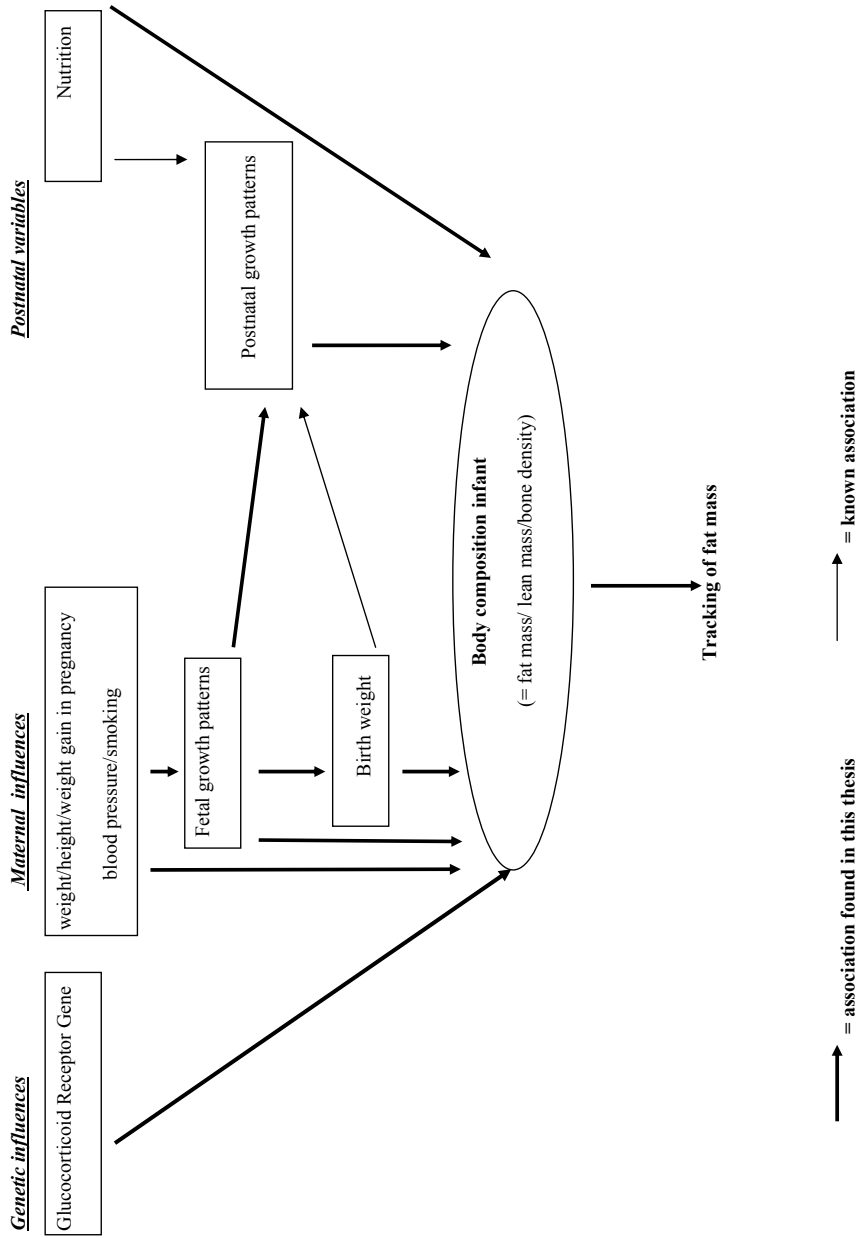 Genetic influences
Maternal influences
Postnatal variables
Glucocorticoid Receptor Gene
weight/height/weight gain in pregnancy
blood pressure/smoking
Nutrition
Fetal growth patterns
Postnatal growth patterns
Birth weight
Body composition infant
(= fat mass/ lean mass/bone density)
Tracking of fat mass
= association found in this thesis
= known association